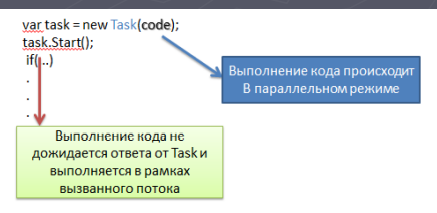 var task = new Task(code);
task.Start();
if(...)
.
.
.
Выполнение кода происходит
В параллельном режиме
Выполнение кода не
дожидается ответа от Task и
выполняется в рамках
вызванного потока